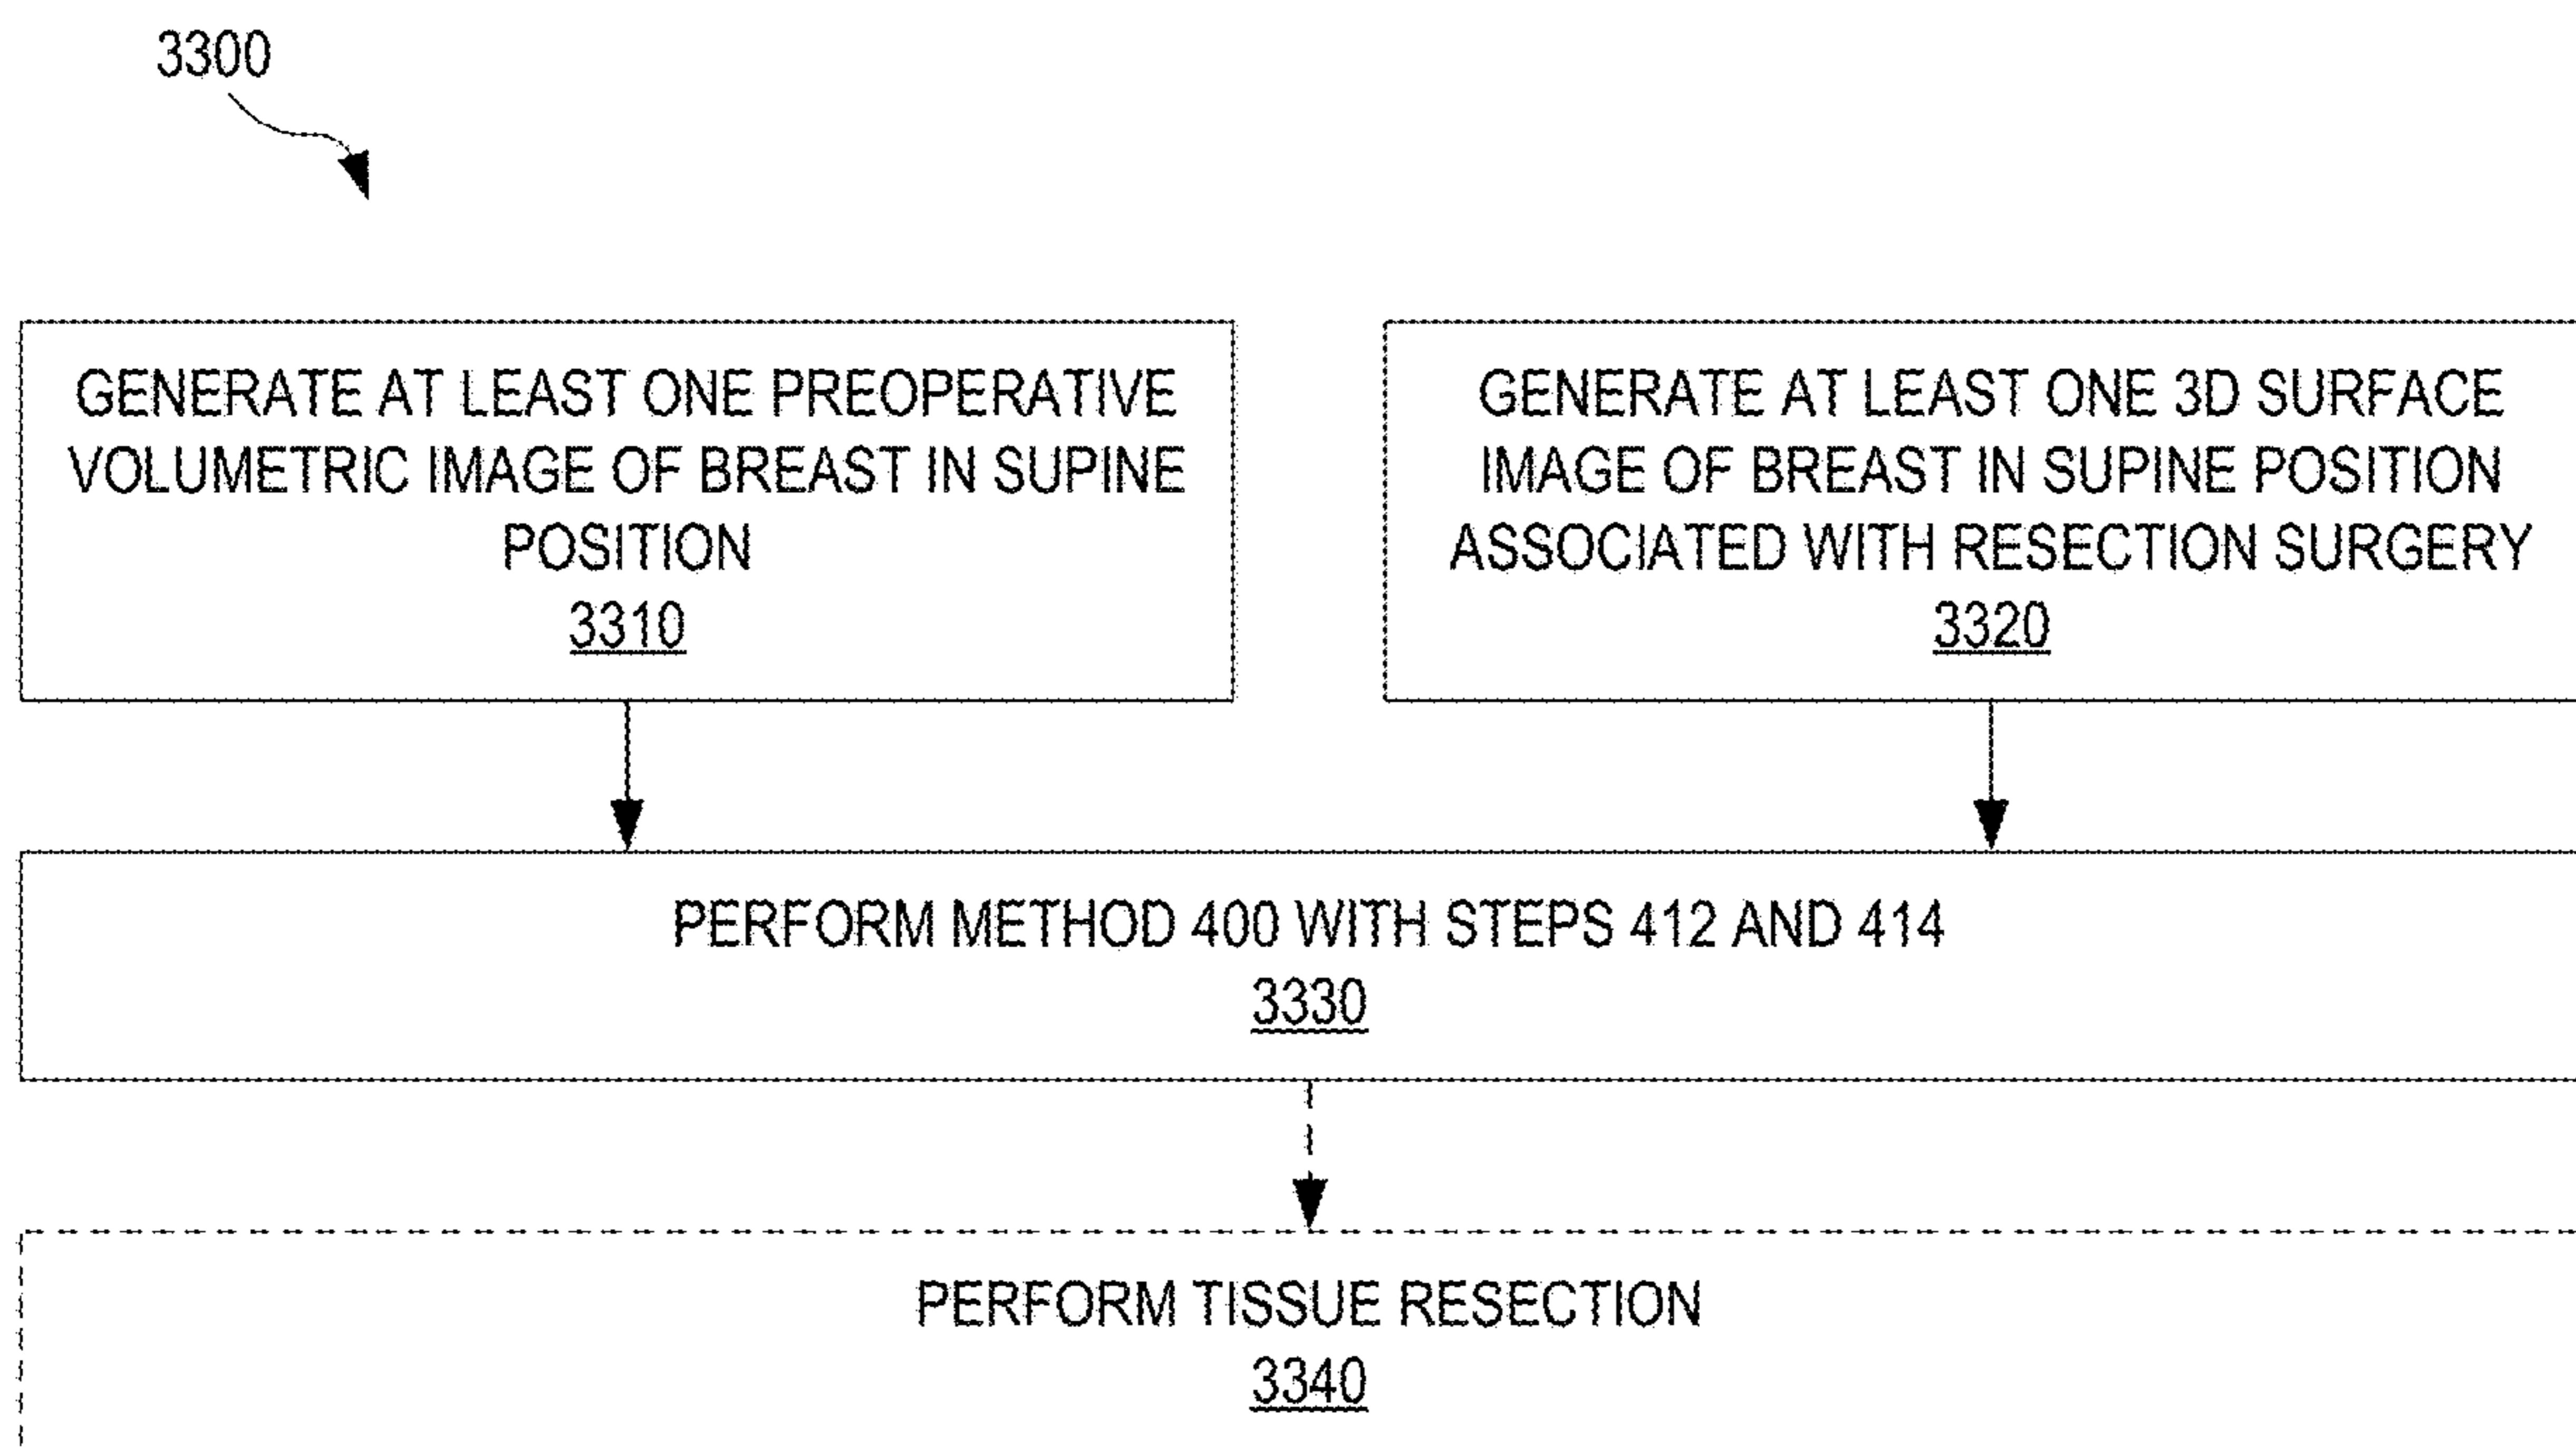 3300
GENERATE AT LEAST ONE PREOPERATIVE
VOLUMETRIC IMAGE OF BREAST IN SUPINE
POSITION
3310
GENERATE AT LEAST ONE 3D SURFACE
IMAGE OF BREAST IN SUPINE POSITION
ASSOCIATED WITH RESECTION SURGERY
3320
PERFORM METHOD 400 WITH STEPS 412 AND 414
3330
PERFORM TISSUE RESECTION
3340